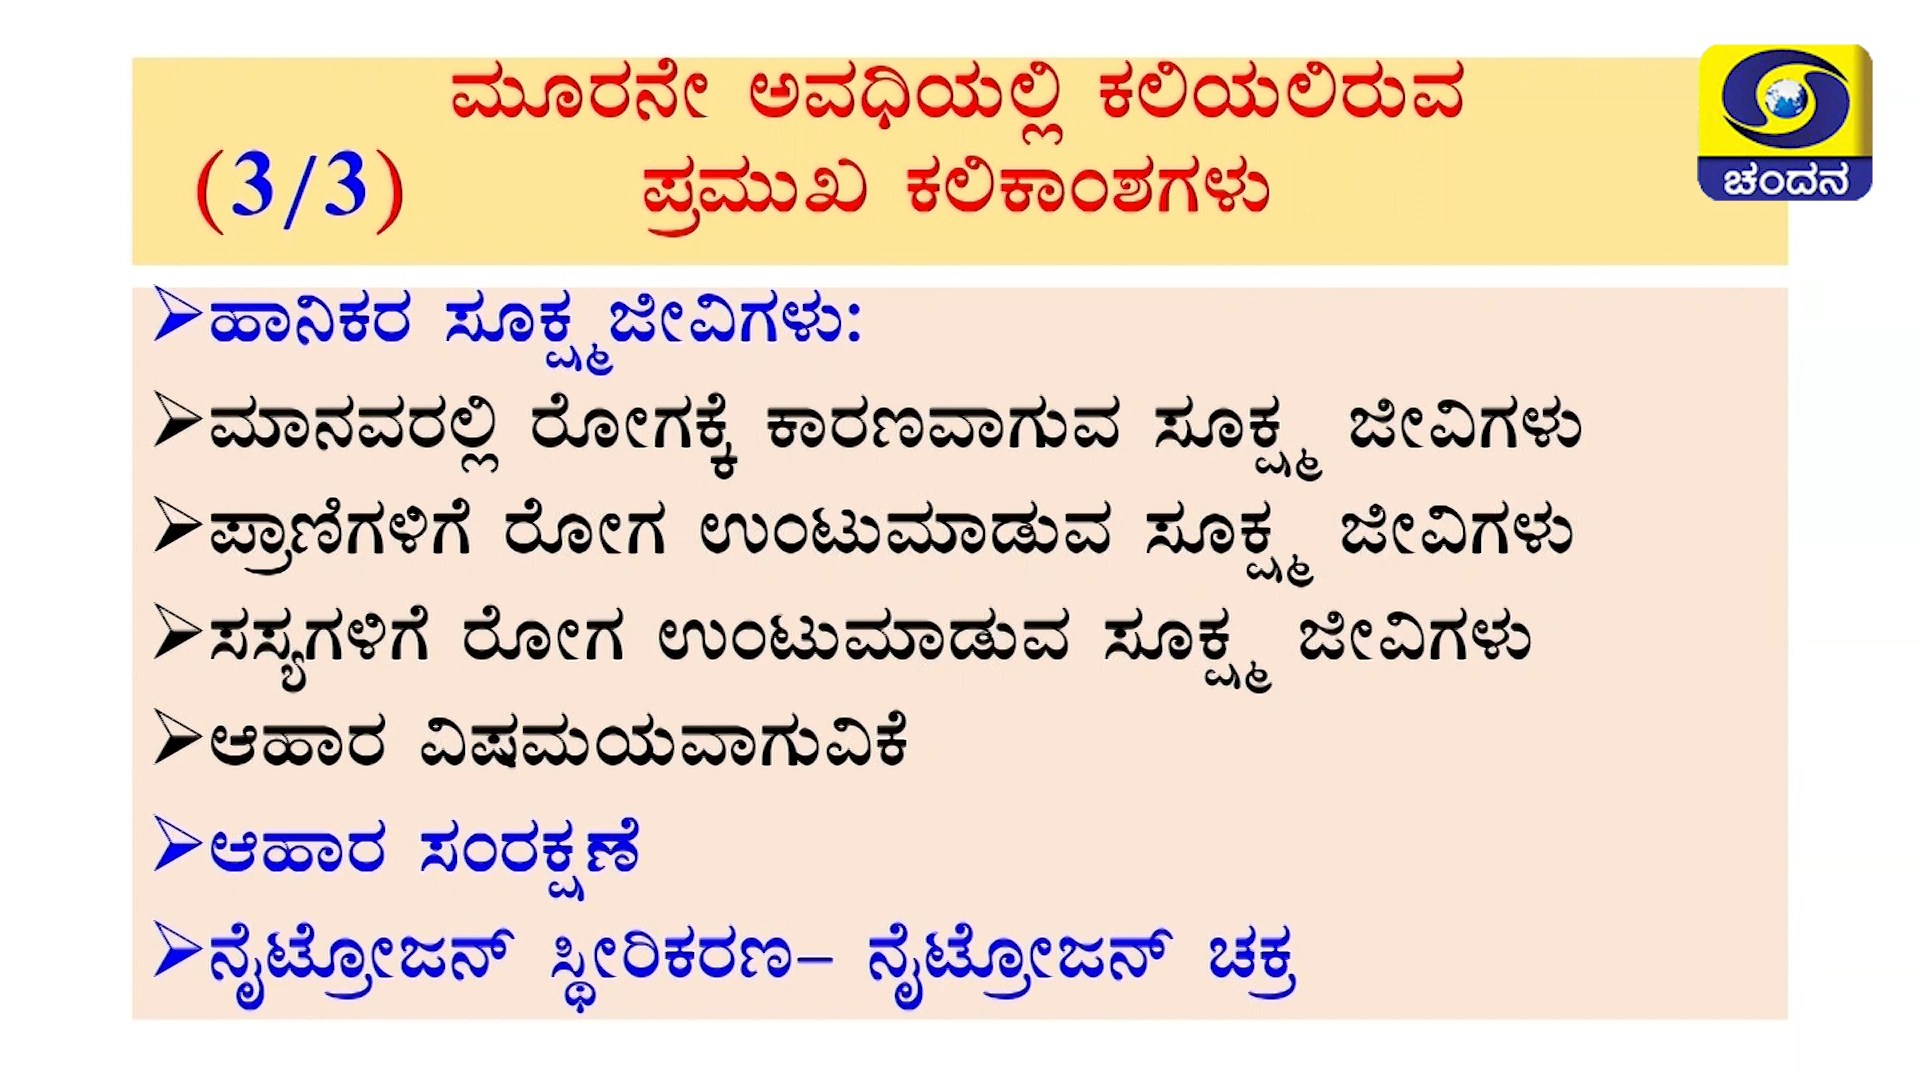 ಮೂರನೇ ಅವಧಿಯಲ್ಲಿ ಕಲಿಯಲಿರುವ
(3/3) ಪ್ರಮುಖ ಕಲಿಕಾಂಶಗಳು
ಚಂದನ
➢ಹಾನಿಕರ ಸೂಕ್ಷ್ಮಜೀವಿಗಳು:
➢ಮಾನವರಲ್ಲಿ ರೋಗಕ್ಕೆ ಕಾರಣವಾಗುವ ಸೂಕ್ಷ್ಮ ಜೀವಿಗಳು
➢ಪ್ರಾಣಿಗಳಿಗೆ ರೋಗ ಉಂಟುಮಾಡುವ ಸೂಕ್ಷ್ಮ ಜೀವಿಗಳು
➢ಸಸ್ಯಗಳಿಗೆ ರೋಗ ಉಂಟುಮಾಡುವ ಸೂಕ್ಷ್ಮ ಜೀವಿಗಳು
➢ಆಹಾರ ವಿಷಮಯವಾಗುವಿಕೆ
➢ಆಹಾರ ಸಂರಕ್ಷಣೆ
➢ನೈಟ್ರೋಜನ್ ಸ್ಥೀರಿಕರಣ– ನೈಟ್ರೋಜನ್ ಚಕ್ರ